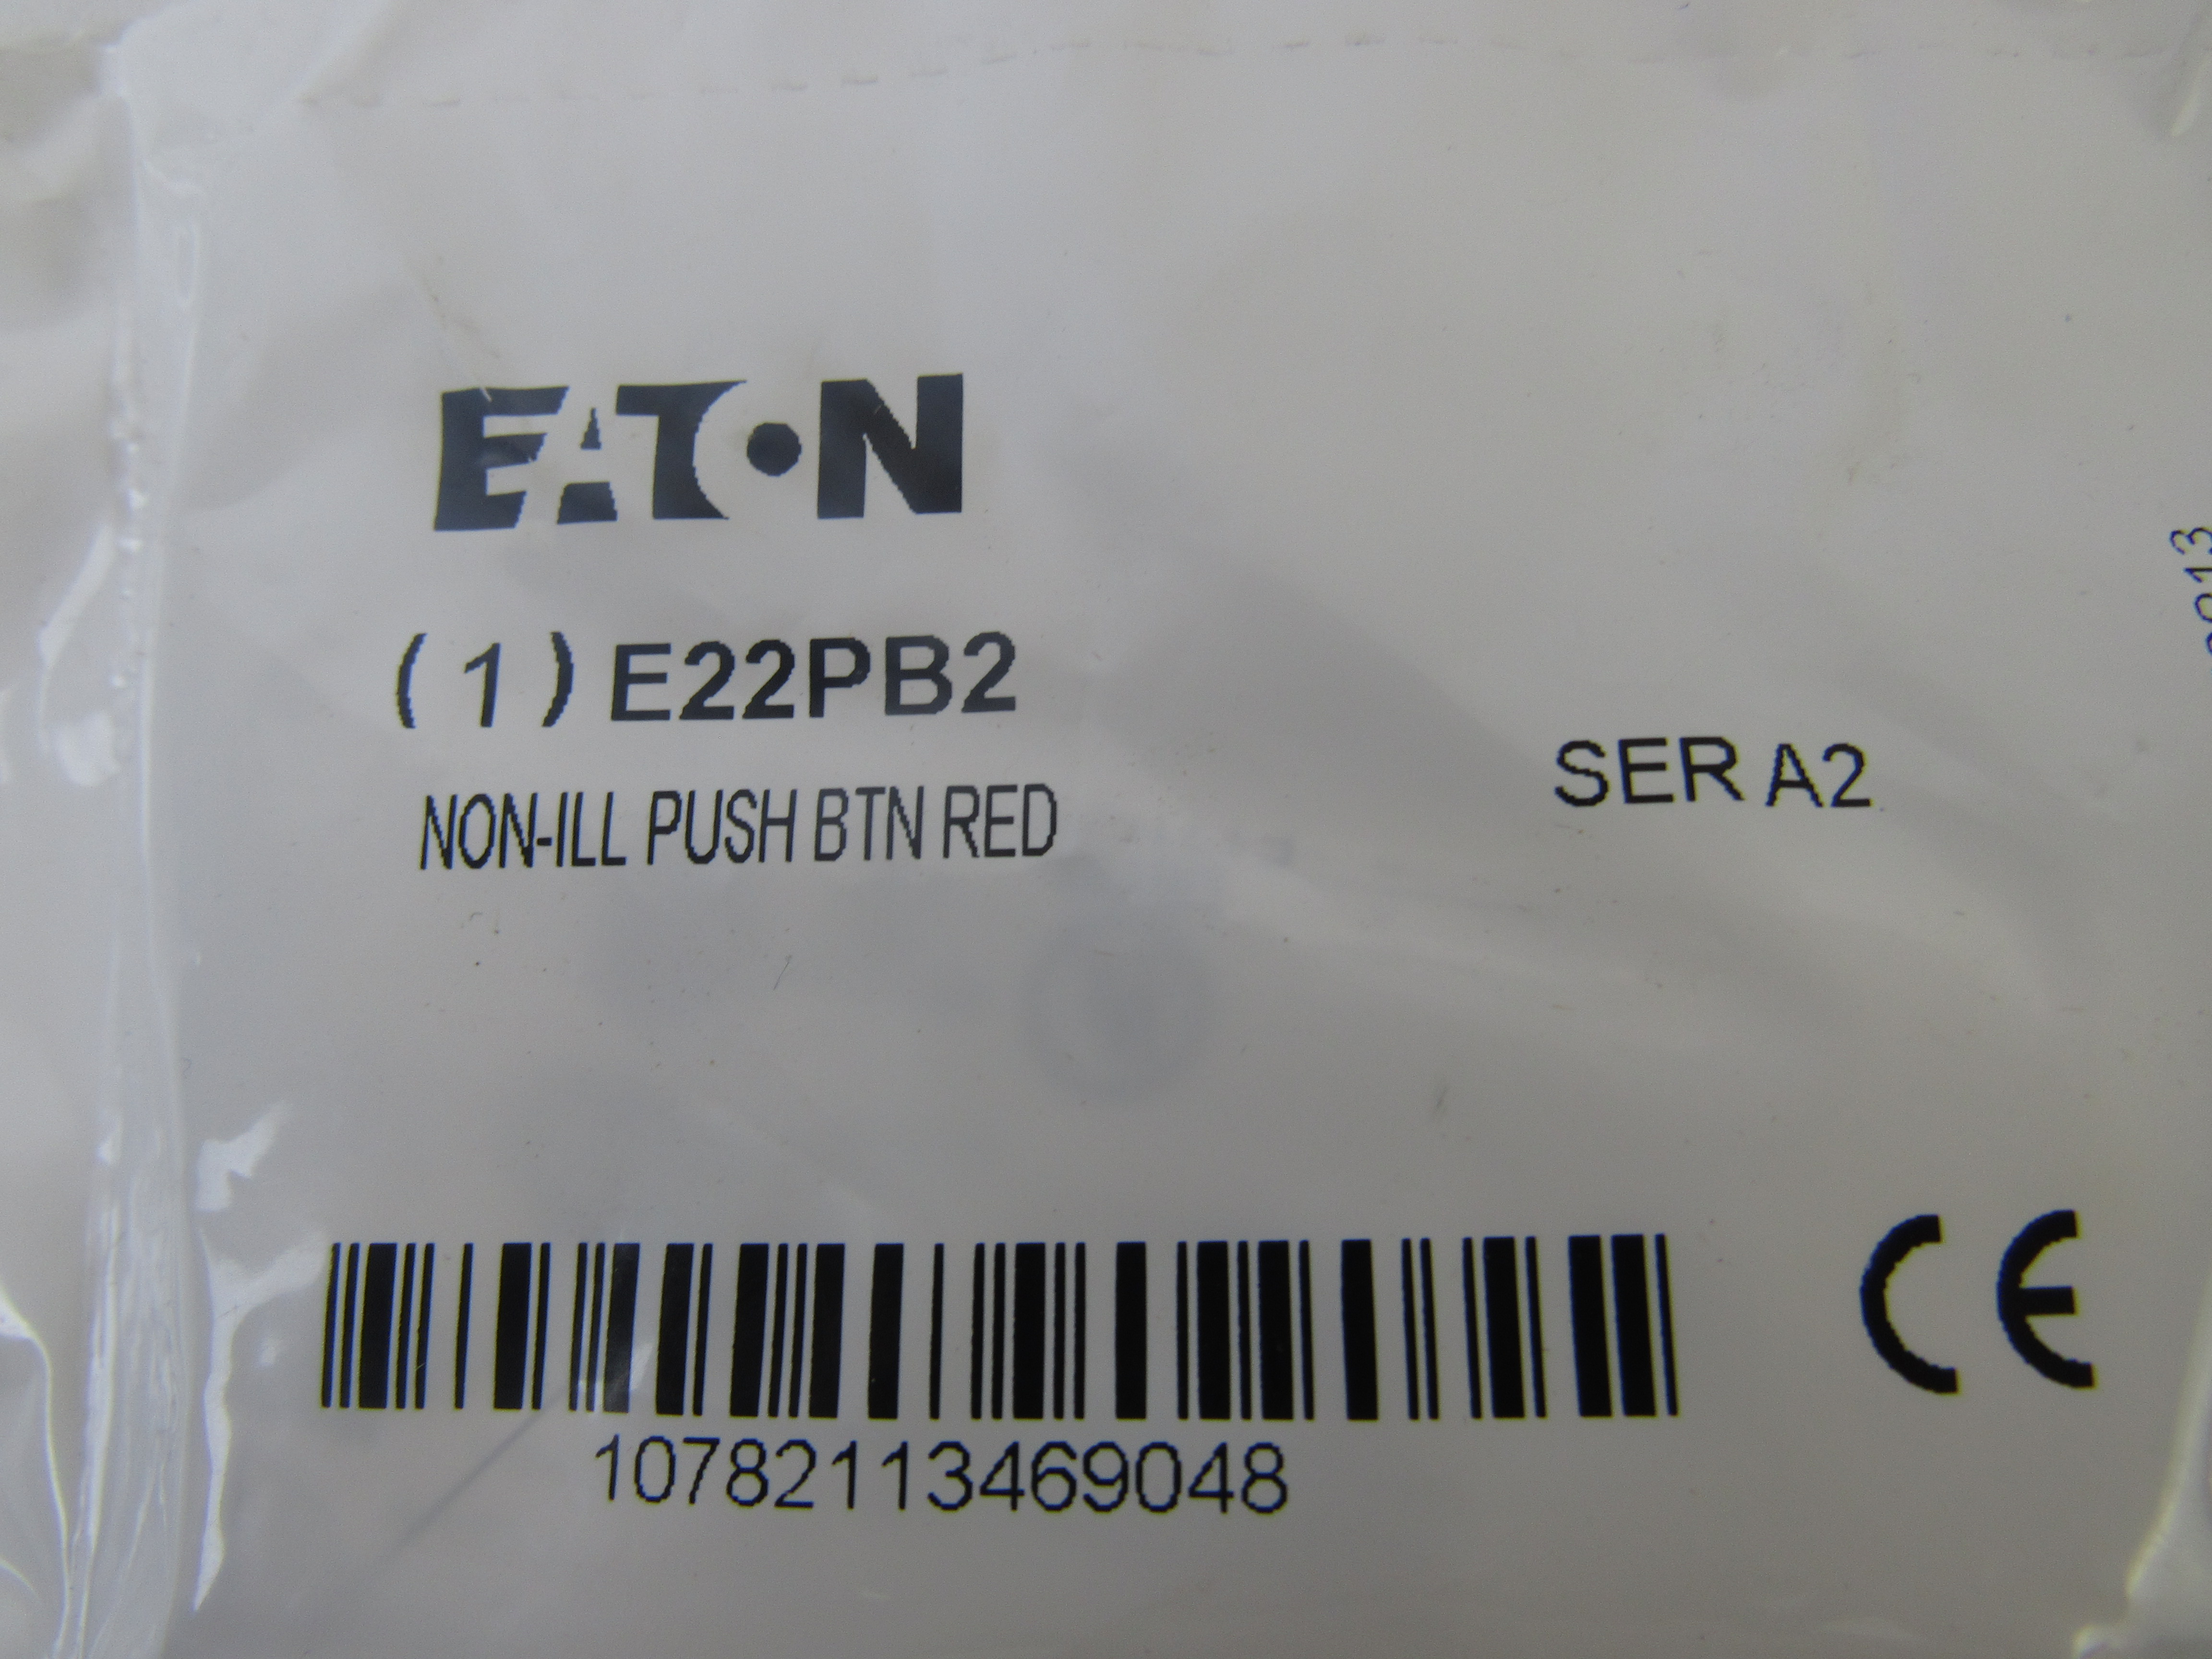 EATON
(1) E22PB2
NON-ILL PUSH BTN RED
SER A2
10782113469048
CE